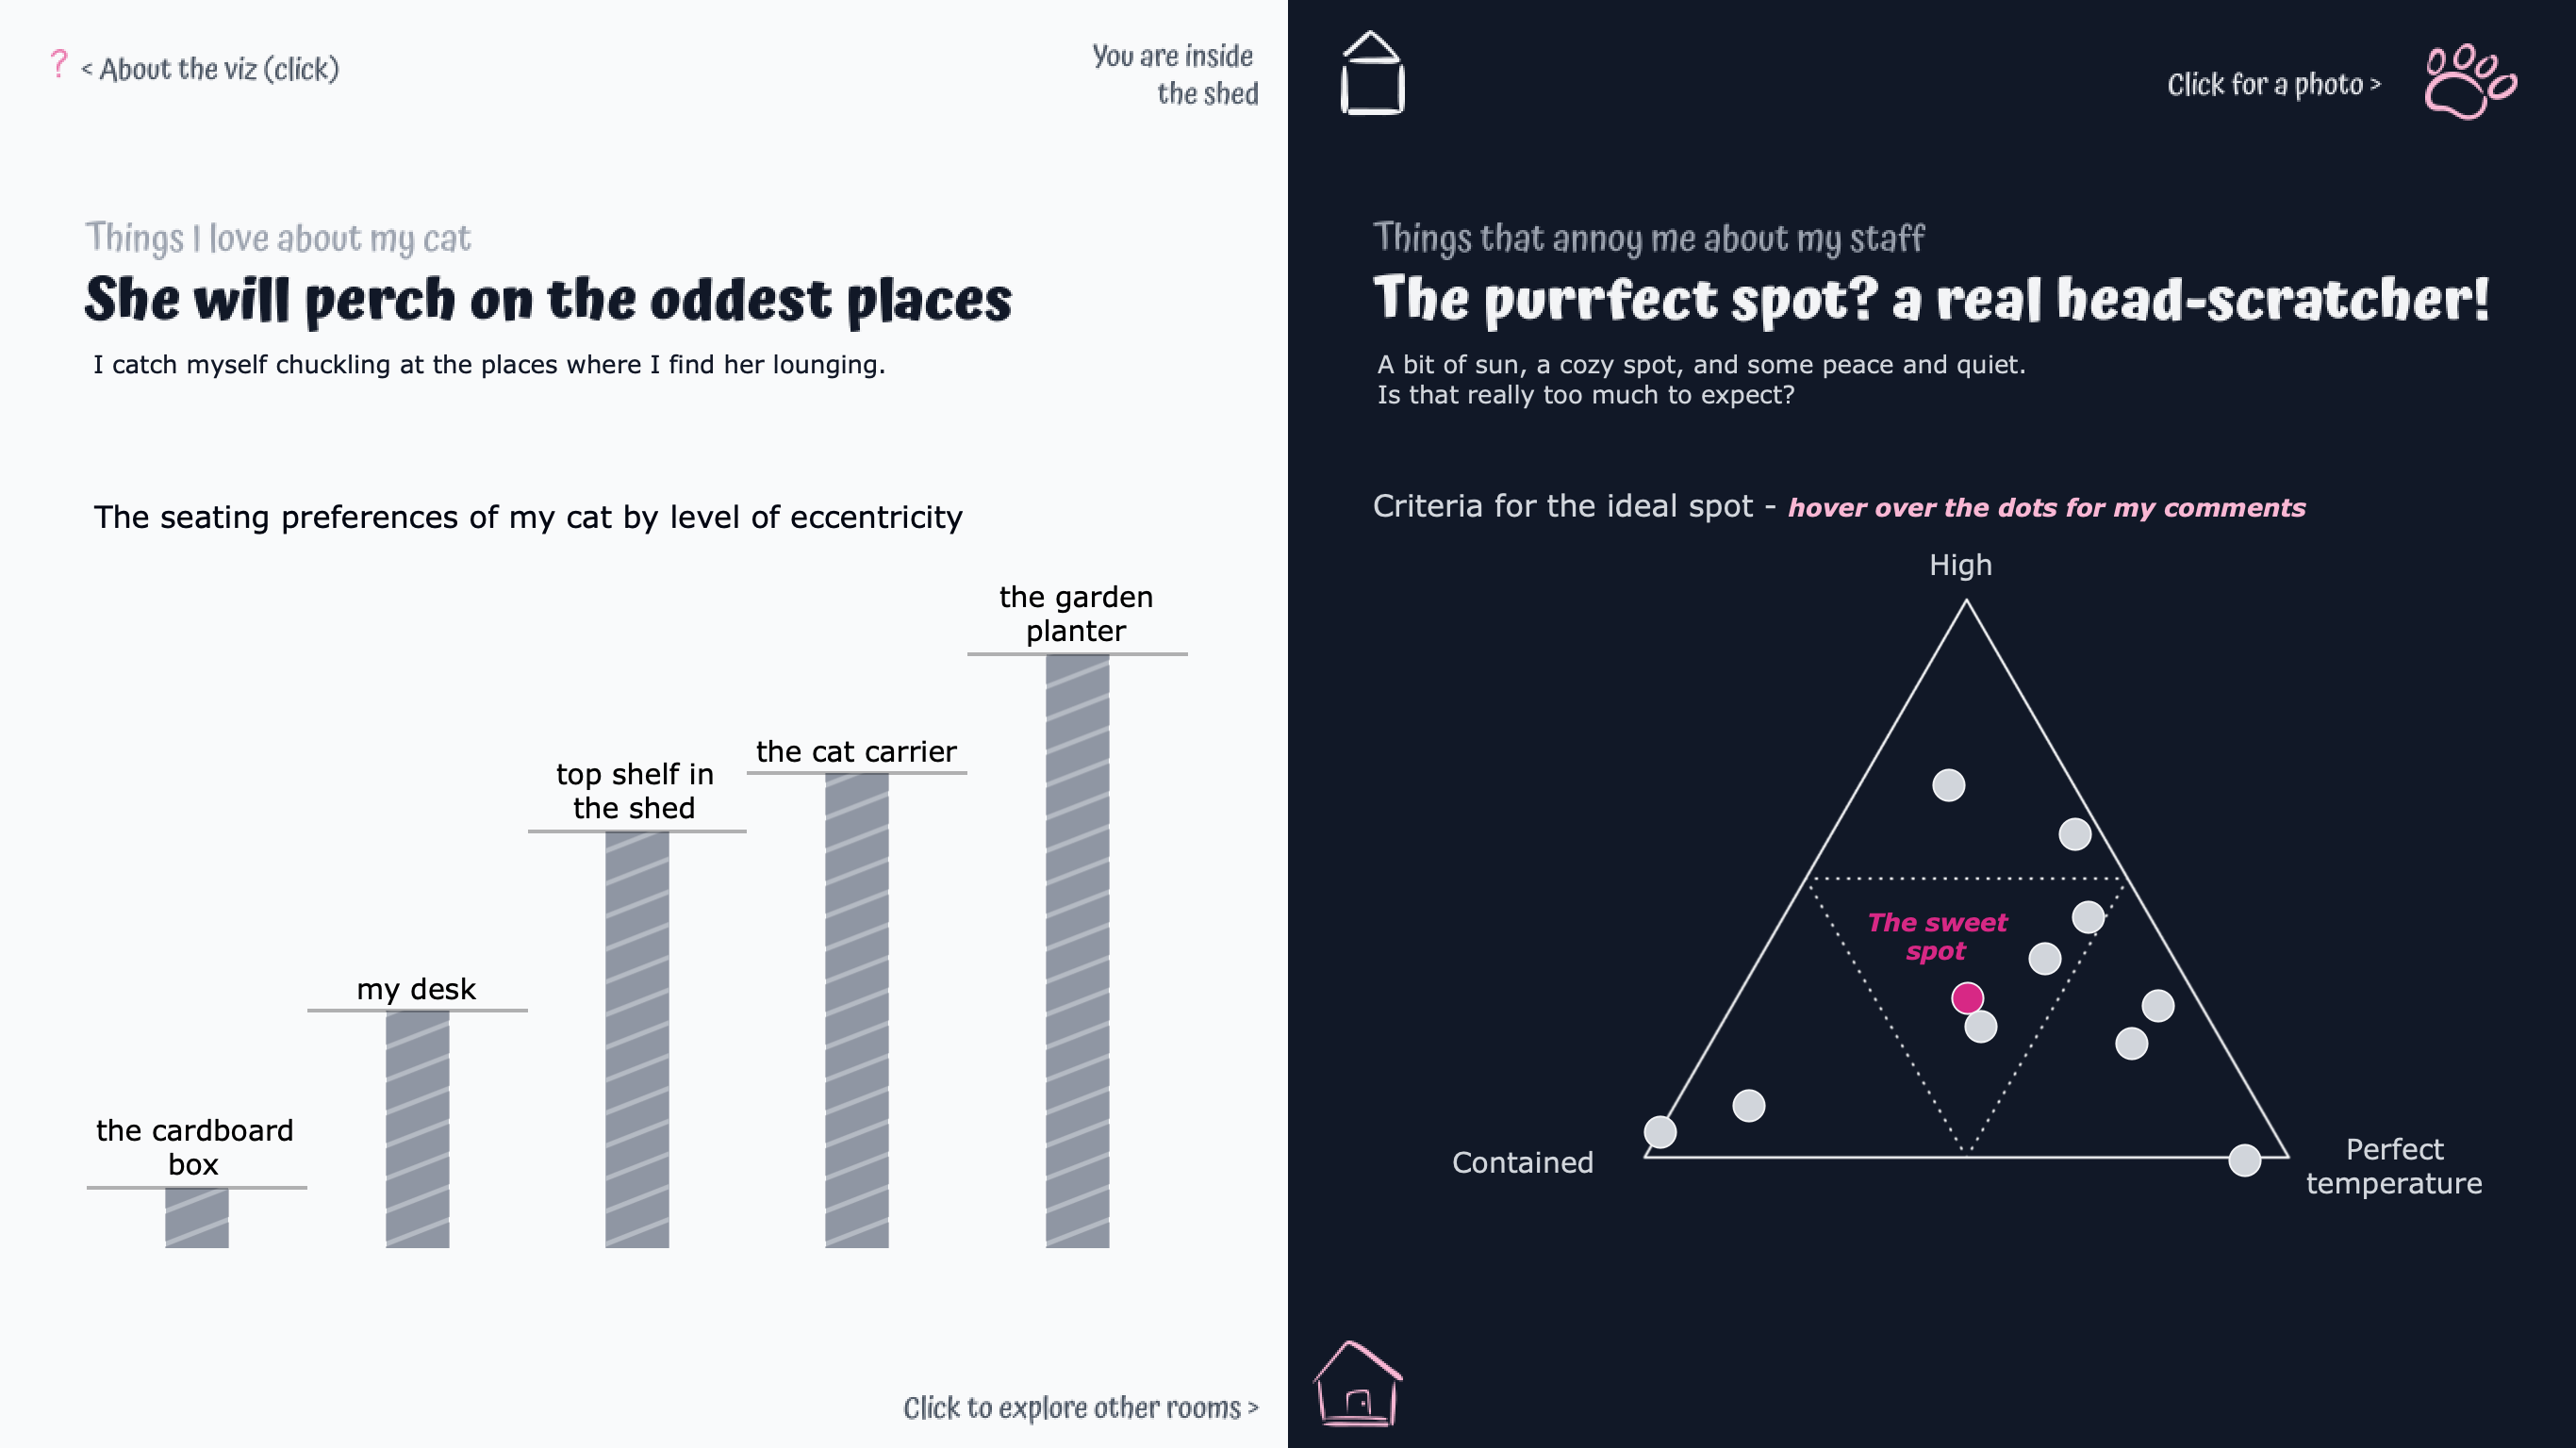 ? < About the viz (click)
You are inside
the shed
Things I love about my cat
She will perch on the oddest places
I catch myself chuckling at the places where I find her lounging.
The seating preferences of my cat by level of eccentricity
the cardboard
box
my desk
top shelf in
the shed
the cat carrier
the garden
planter
Click to explore other rooms >
Click for a photo >
Things that annoy me about my staff
The purrfect spot? a real head-scratcher!
A bit of sun, a cozy spot, and some peace and quiet.
Is that really too much to expect?
Criteria for the ideal spot - hover over the dots for my comments
High
The sweet
spot
Contained
Perfect
temperature